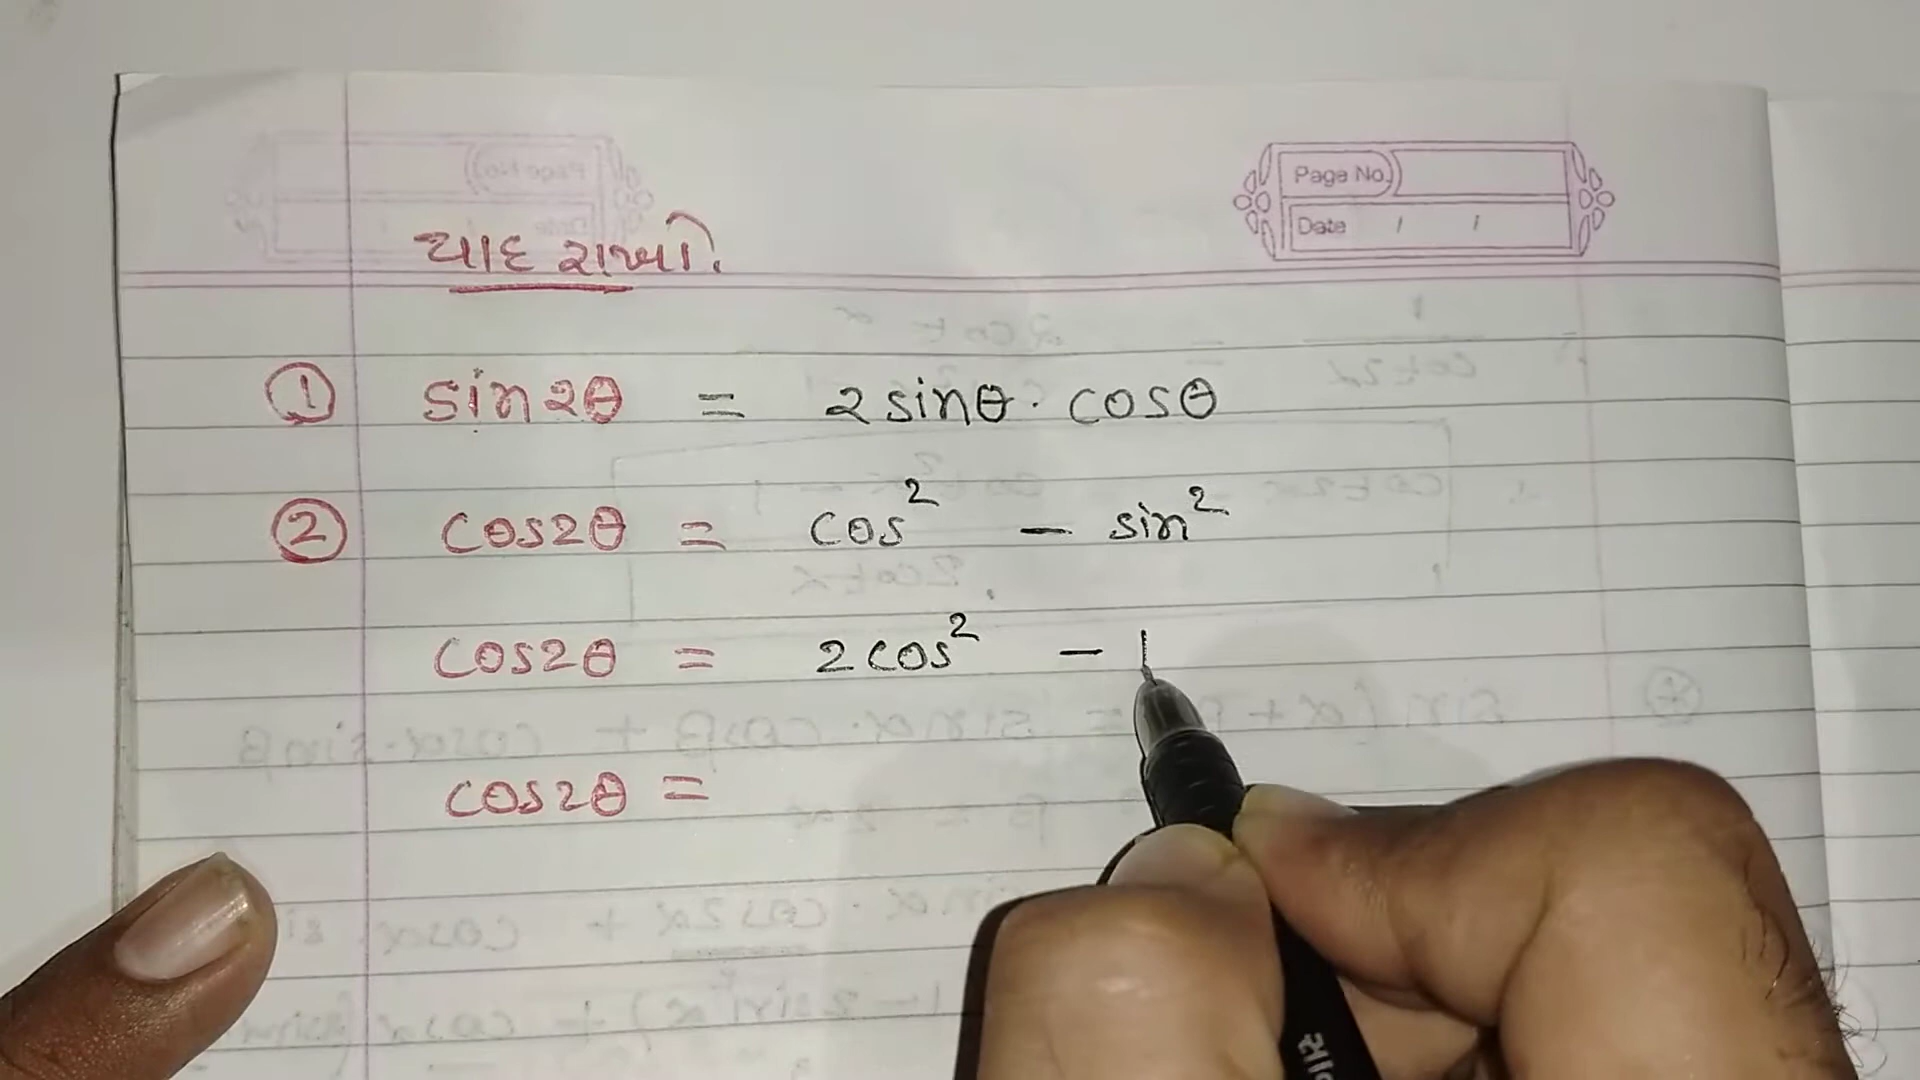 Page No.
Date / /
યાદ રાખો.
① sin2θ = 2sinθ · cosθ
② cos2θ = cos² − sin²
cos2θ = 2cos² − 1
cos2θ =